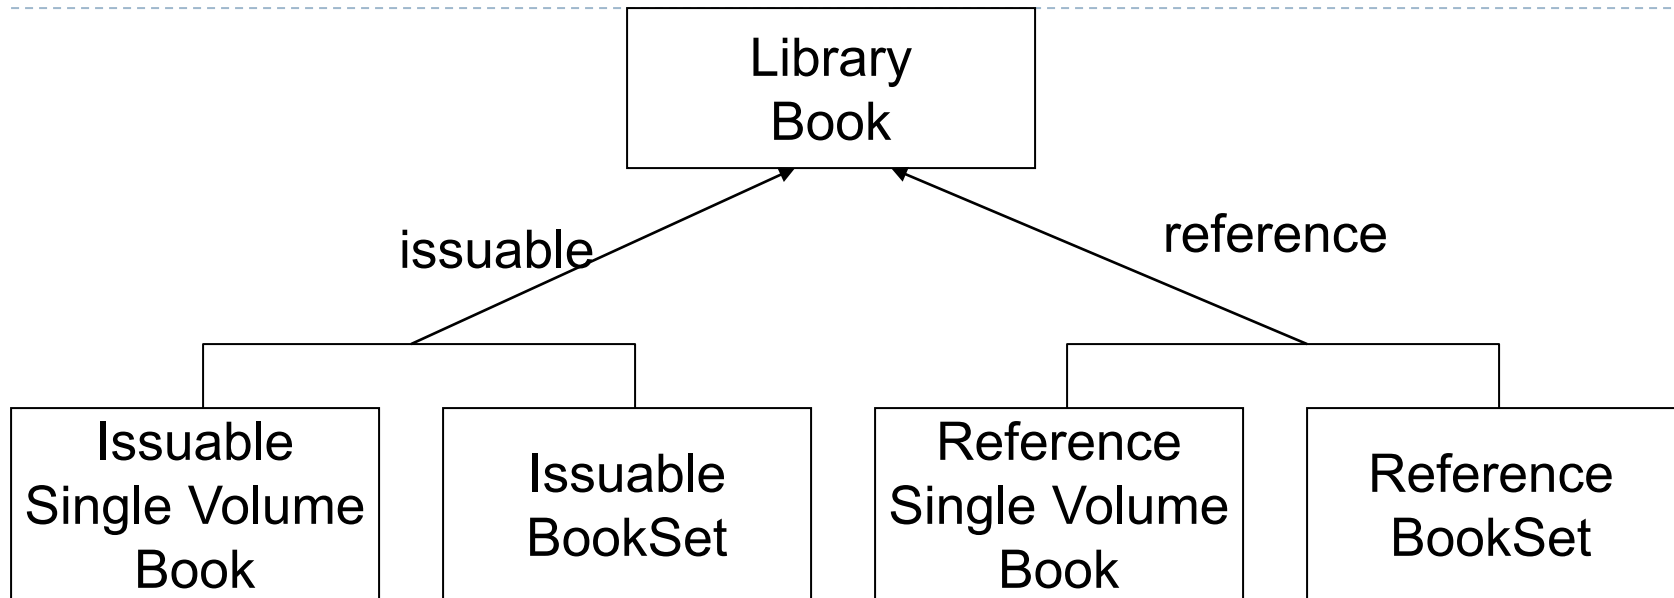 Library
Book
issuable
reference
Issuable
Single Volume
Book
Issuable
BookSet
Reference
Single Volume
Book
Reference
BookSet